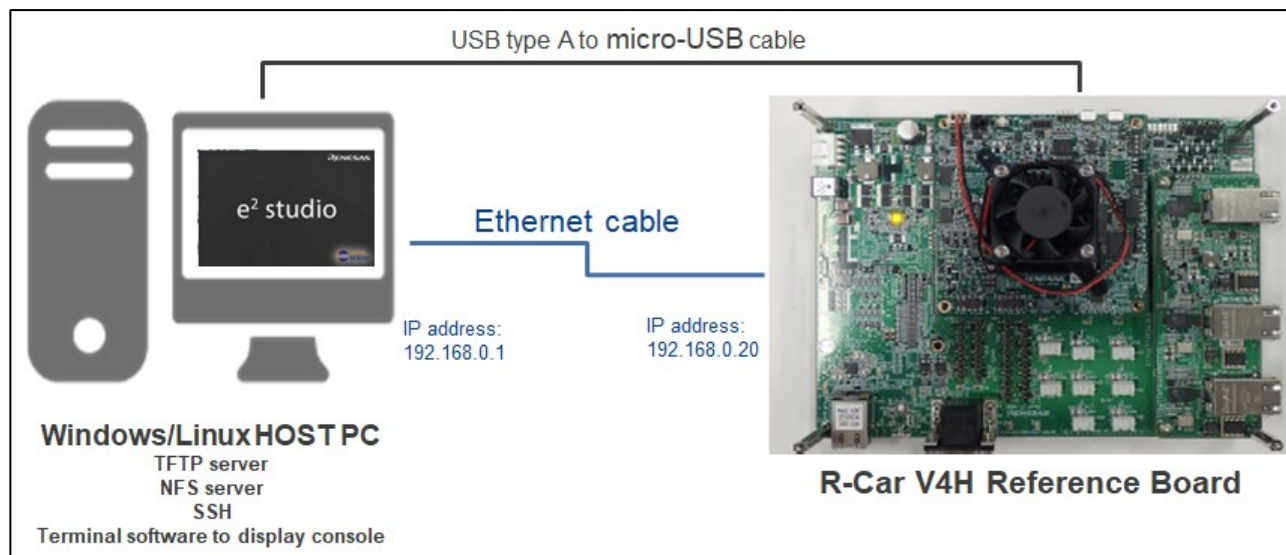 USB type A to micro-USB cable
RENESAS
e² studio
Ethernet cable
IP address:
192.168.0.1
IP address:
192.168.0.20
Windows/LinuxHOST PC
TFTP server
NFS server
SSH
Terminal software to display console
R-Car V4H Reference Board